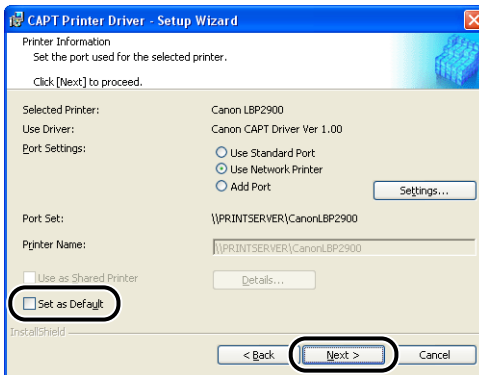 CAPT Printer Driver - Setup Wizard
Printer Information
Set the port used for the selected printer.
Click [Next] to proceed.
Selected Printer: Canon LBP2900
Use Driver: Canon CAPT Driver Ver 1.00
Port Settings:
Use Standard Port
Use Network Printer
Add Port
Settings...
Port Set: \\PRINTSERVER\CanonLBP2900
Printer Name: \\PRINTSERVER\CanonLBP2900
Use as Shared Printer Details...
Set as Default
InstallShield
< Back Next > Cancel